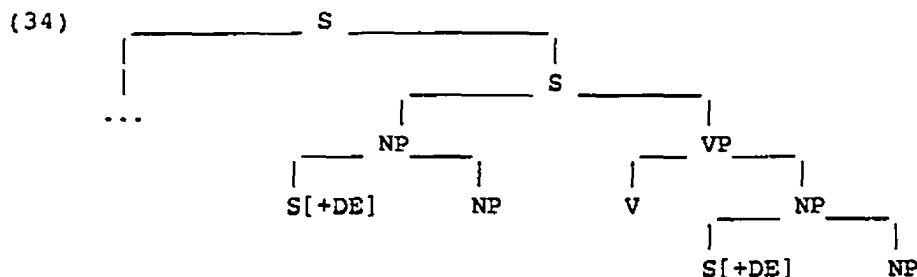 (34) S
S
...
NP VP
S[+DE] NP V NP
S[+DE] NP